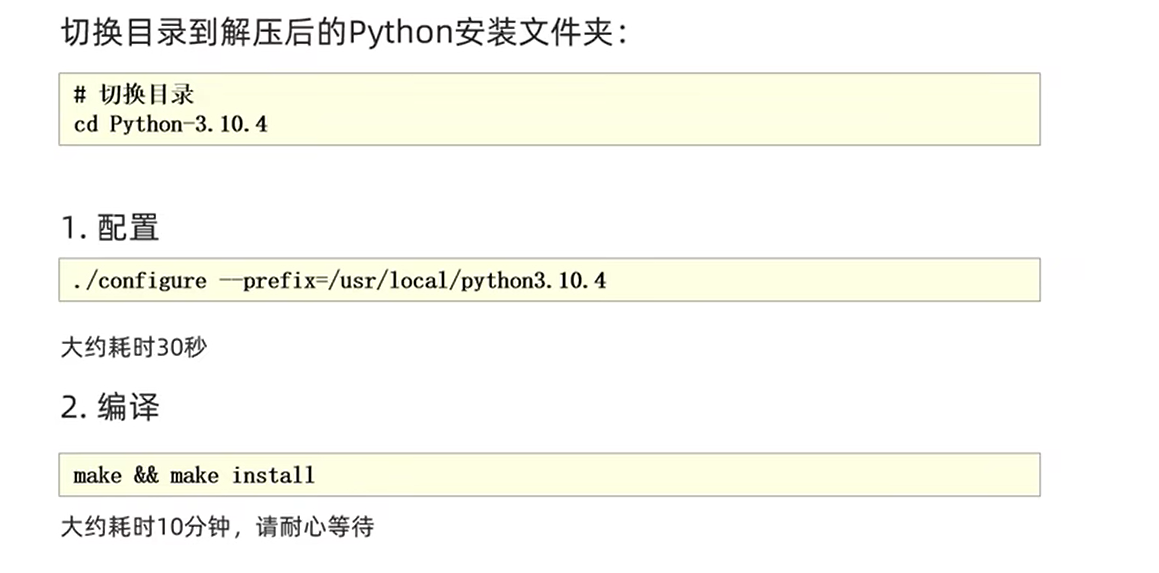 切换目录到解压后的Python安装文件夹：
# 切换目录
cd Python-3.10.4
1. 配置
./configure --prefix=/usr/local/python3.10.4
大约耗时30秒
2. 编译
make && make install
大约耗时10分钟，请耐心等待